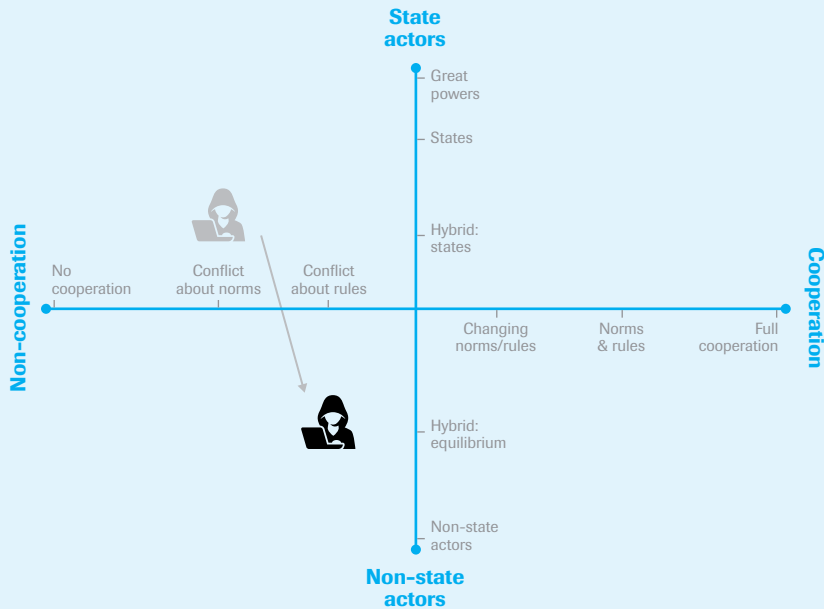 State
actors
Great
powers
States
Hybrid:
states
Non-cooperation
No
cooperation
Conflict
about norms
Conflict
about rules
Cooperation
Changing
norms/rules
Norms
& rules
Full
cooperation
Hybrid:
equilibrium
Non-state
actors
Non-state
actors